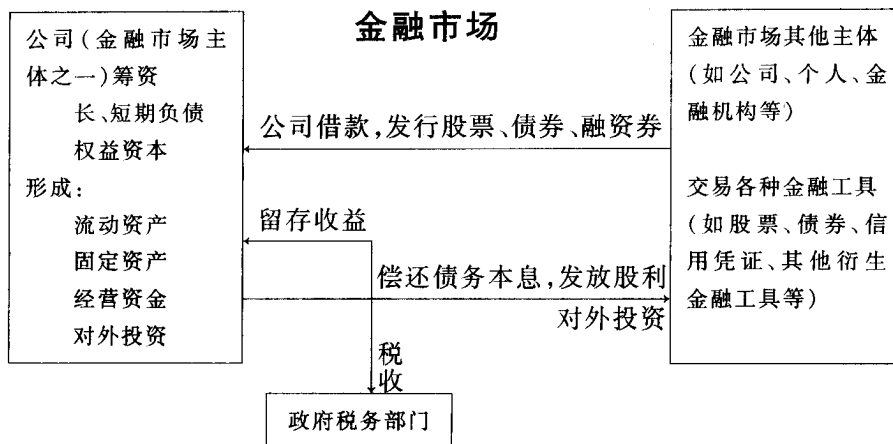 金融市场
公司(金融市场主
体之一)筹资
长、短期负债
权益资本
形成:
流动资产
固定资产
经营资金
对外投资
公司借款,发行股票、债券、融资券
留存收益
偿还债务本息,发放股利
对外投资
税
收
政府税务部门
金融市场其他主体
(如公司、个人、金
融机构等)
交易各种金融工具
(如股票、债券、信
用凭证、其他衍生
金融工具等)